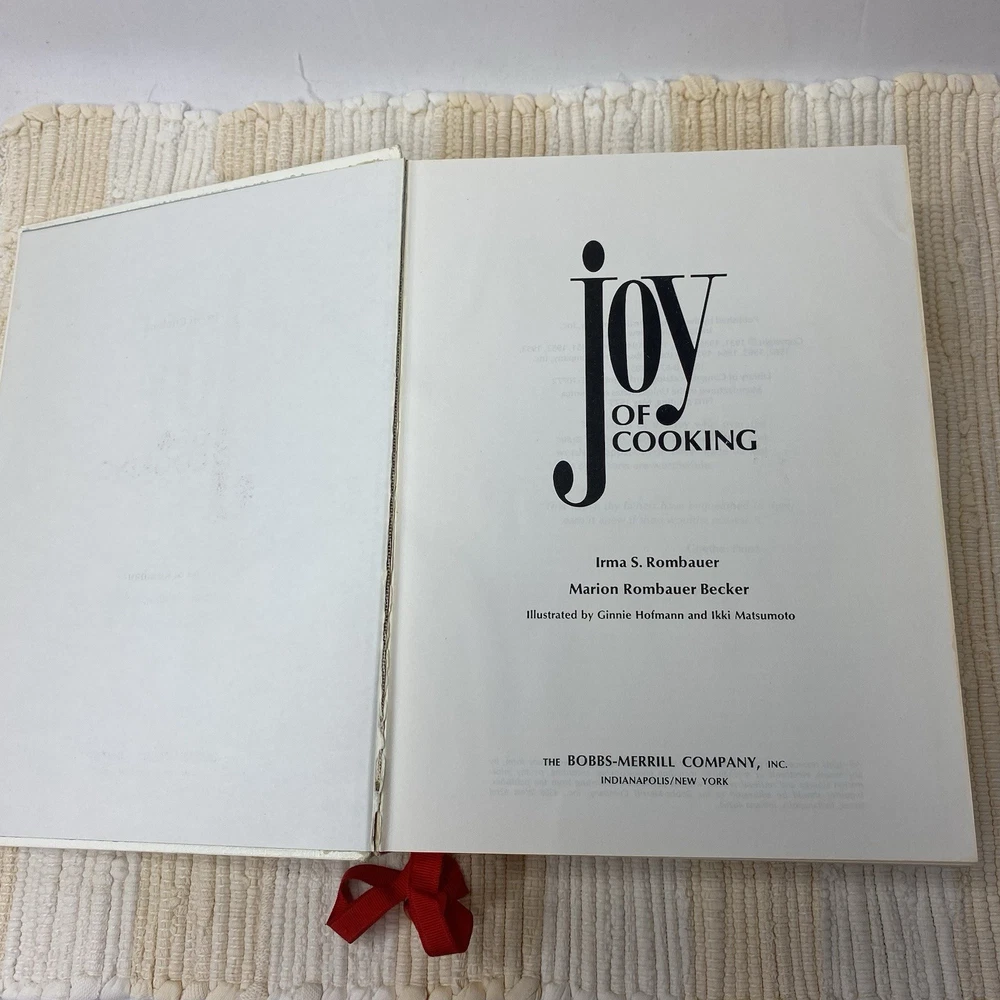 joy
OF
COOKING
Irma S. Rombauer
Marion Rombauer Becker
Illustrated by Ginnie Hofmann and Ikki Matsumoto
THE BOBBS-MERRILL COMPANY, INC.
INDIANAPOLIS/NEW YORK